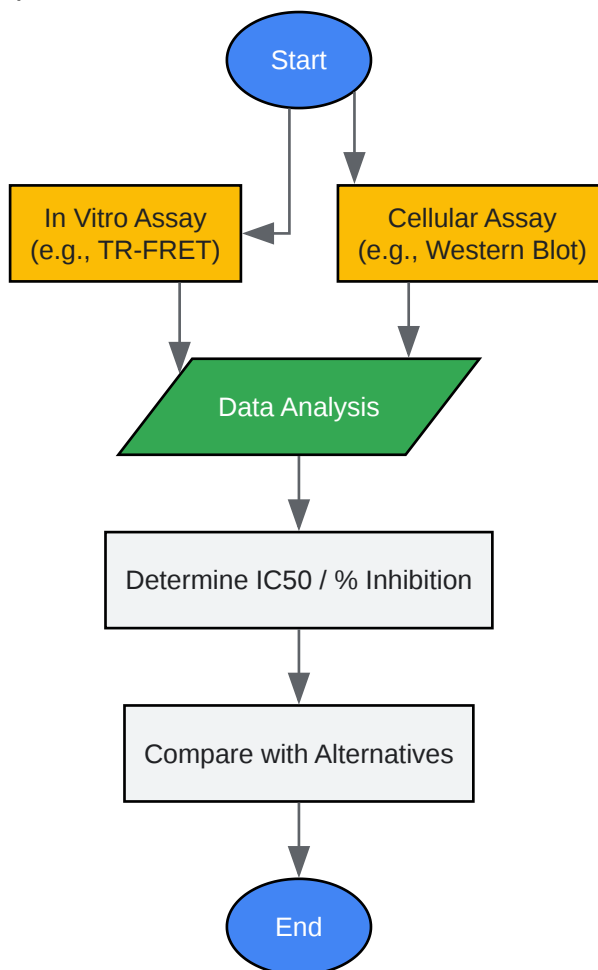 Start
In Vitro Assay
(e.g., TR-FRET)
Cellular Assay
(e.g., Western Blot)
Data Analysis
Determine IC50 / % Inhibition
Compare with Alternatives
End